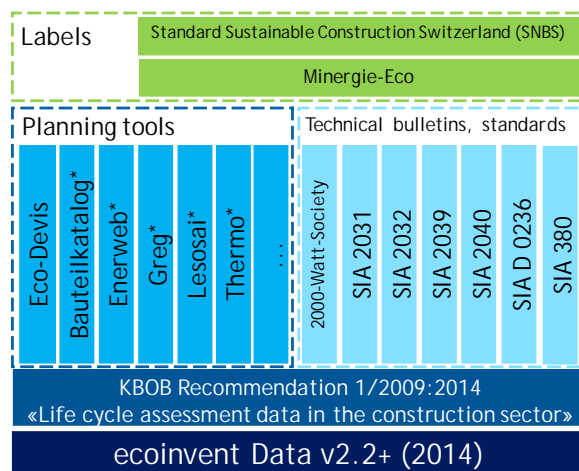 Labels
Standard Sustainable Construction Switzerland (SNBS)
Minergie-Eco
Planning tools
Eco-Devis
Bauteilkatalog*
Enerweb*
Greg*
Lesosai*
Thermo*
...
Technical bulletins, standards
2000-Watt-Society
SIA 2031
SIA 2032
SIA 2039
SIA 2040
SIA D 0236
SIA 380
KBOB Recommendation 1/2009:2014
«Life cycle assessment data in the construction sector»
ecoinvent Data v2.2+ (2014)